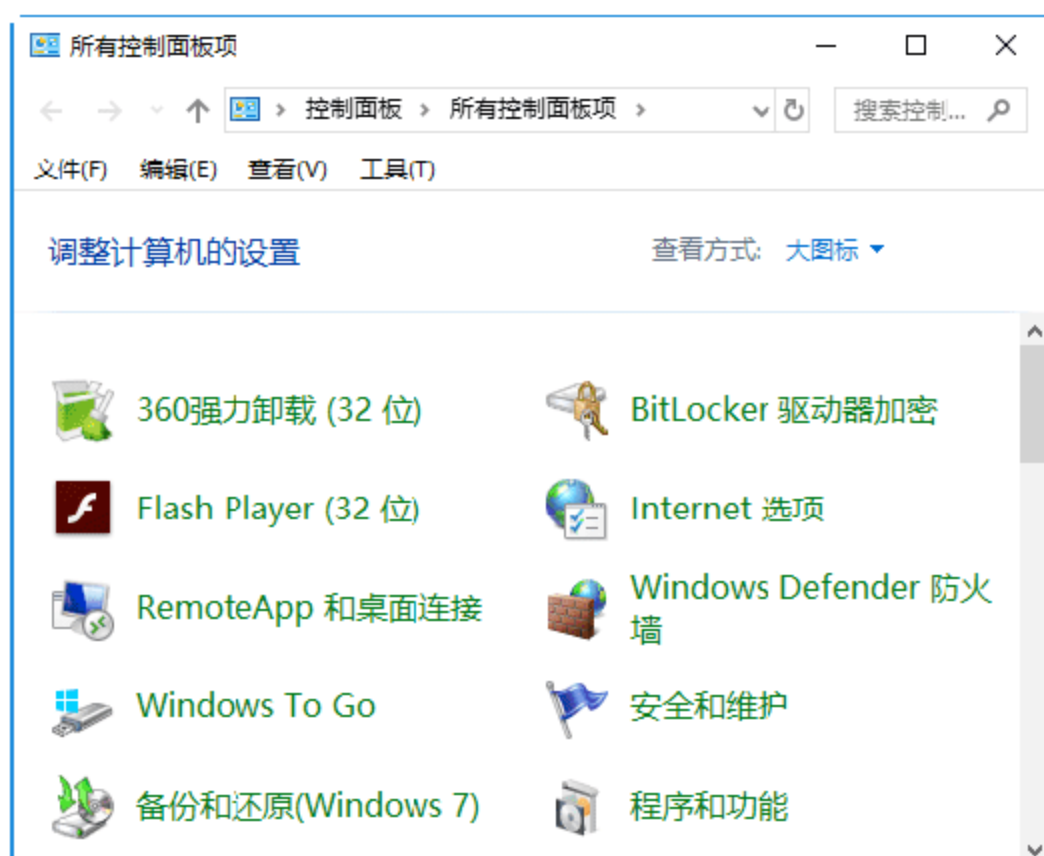 所有控制面板项
控制面板 › 所有控制面板项 ›
搜索控制...
文件(F) 编辑(E) 查看(V) 工具(T)
调整计算机的设置
查看方式: 大图标
360强力卸载 (32 位)
BitLocker 驱动器加密
Flash Player (32 位)
Internet 选项
RemoteApp 和桌面连接
Windows Defender 防火
墙
Windows To Go
安全和维护
备份和还原(Windows 7)
程序和功能